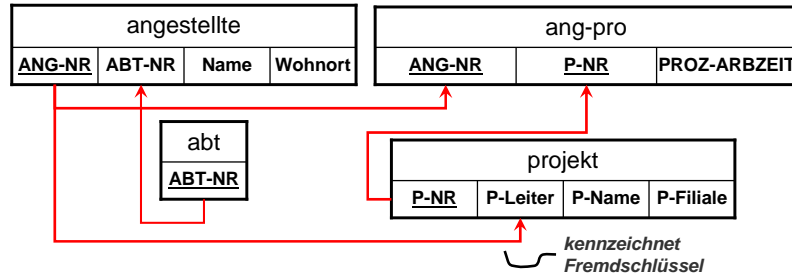 angestellte
ANG-NR ABT-NR Name Wohnort
ang-pro
ANG-NR P-NR PROZ-ARBZEIT
abt
ABT-NR
projekt
P-NR P-Leiter P-Name P-Filiale
kennzeichnet
Fremdschlüssel